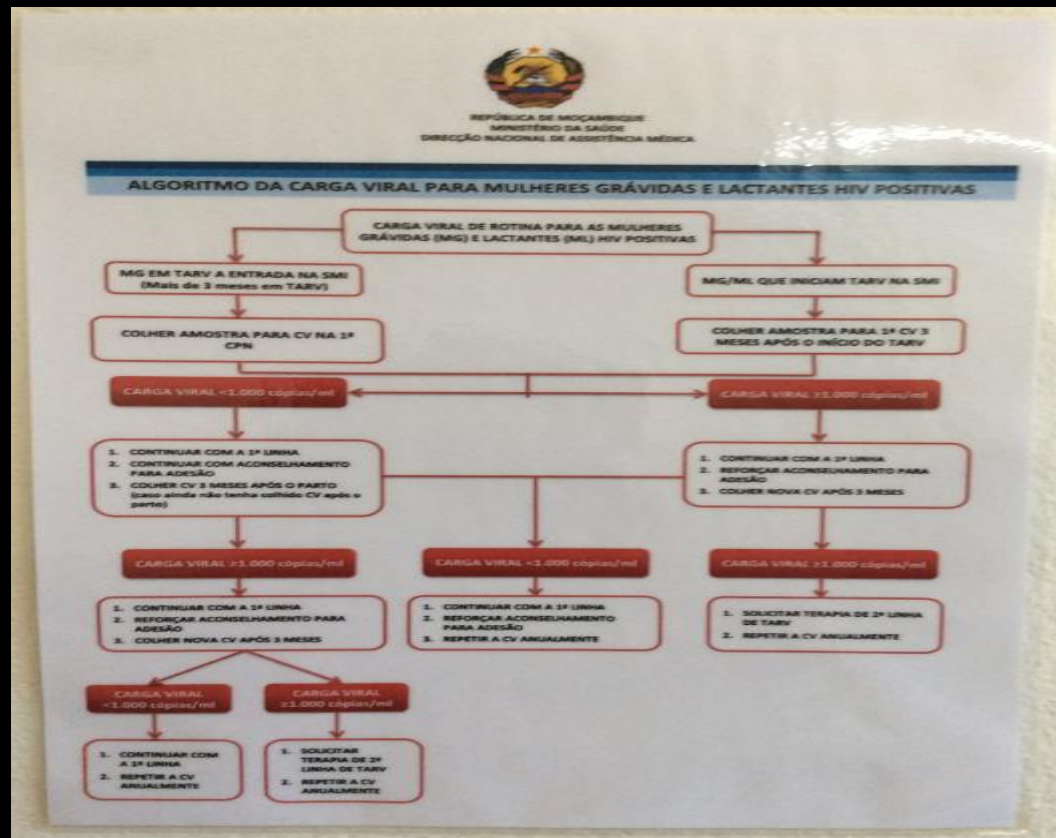 REPÚBLICA DE MOÇAMBIQUE
MINISTÉRIO DA SAÚDE
DIRECÇÃO NACIONAL DE ASSISTÊNCIA MÉDICA
ALGORITMO DA CARGA VIRAL PARA MULHERES GRÁVIDAS E LACTANTES HIV POSITIVAS
CARGA VIRAL DE ROTINA PARA AS MULHERES
GRÁVIDAS (MG) E LACTANTES (ML) HIV POSITIVAS
MG EM TARV A ENTRADA NA SMI
(Mais de 3 meses em TARV)
MG/ML QUE INICIAM TARV NA SMI
COLHER AMOSTRA PARA CV NA 1ª
CPN
COLHER AMOSTRA PARA 1ª CV 3
MESES APÓS O INÍCIO DO TARV
CARGA VIRAL <1.000 cópias/ml
CARGA VIRAL ≥1.000 cópias/ml
1. CONTINUAR COM A 1ª LINHA
2. CONTINUAR COM ACONSELHAMENTO
PARA ADESÃO
3. COLHER CV 3 MESES APÓS O PARTO
(caso ainda não tenha colhido CV após o
parto)
1. CONTINUAR COM A 1ª LINHA
2. REFORÇAR ACONSELHAMENTO PARA
ADESÃO
3. COLHER NOVA CV APÓS 3 MESES
CARGA VIRAL ≥1.000 cópias/ml
CARGA VIRAL <1.000 cópias/ml
CARGA VIRAL ≥1.000 cópias/ml
1. CONTINUAR COM A 1ª LINHA
2. REFORÇAR ACONSELHAMENTO PARA
ADESÃO
3. COLHER NOVA CV APÓS 3 MESES
1. CONTINUAR COM A 1ª LINHA
2. REFORÇAR ACONSELHAMENTO
PARA ADESÃO
3. REPETIR A CV ANUALMENTE
1. SOLICITAR TERAPIA DE 2ª LINHA
DE TARV
2. REPETIR A CV ANUALMENTE
CARGA VIRAL
<1.000 cópias/ml
CARGA VIRAL
≥1.000 cópias/ml
1. CONTINUAR COM
A 1ª LINHA
2. REPETIR A CV
ANUALMENTE
1. SOLICITAR
TERAPIA DE 2ª
LINHA DE TARV
2. REPETIR A CV
ANUALMENTE